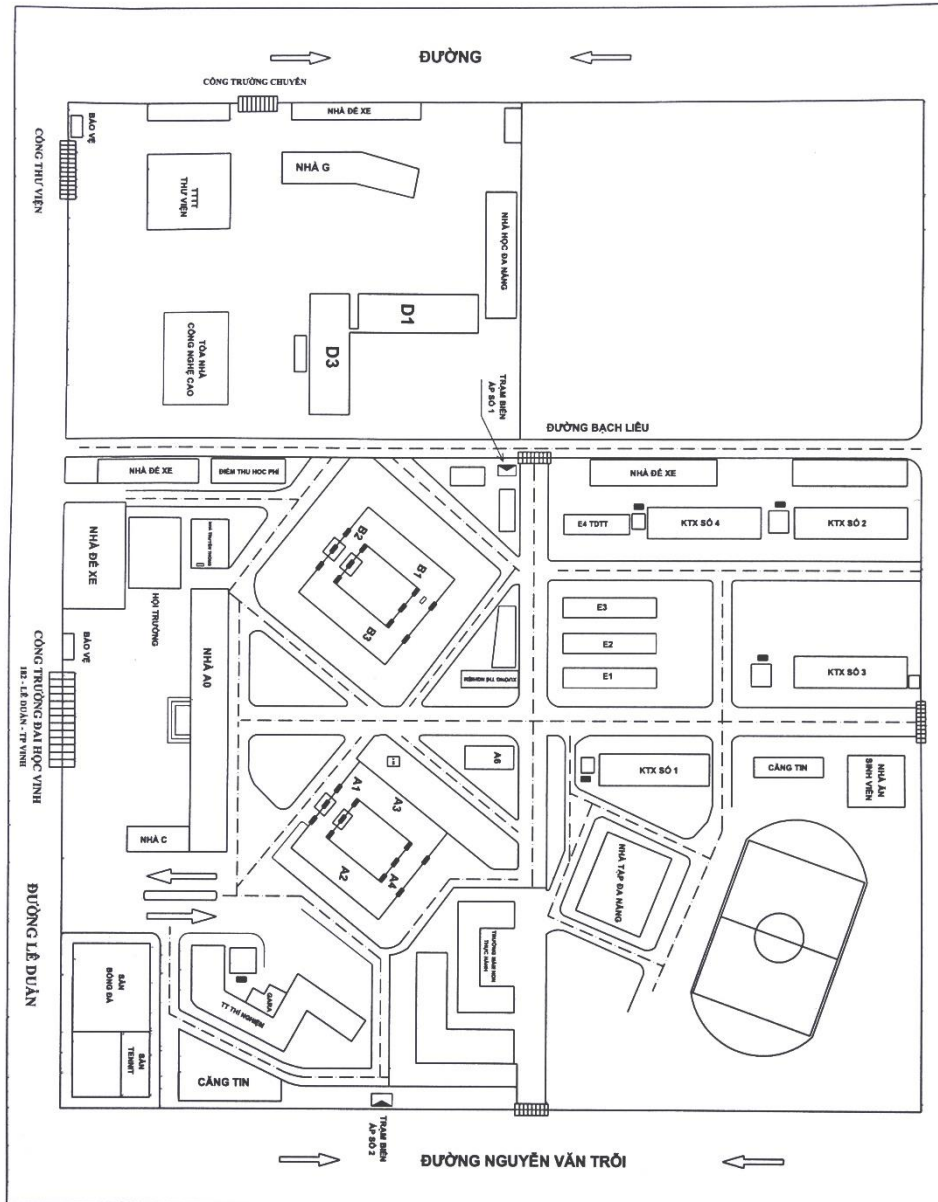 ĐƯỜNG
CÔNG TRƯỜNG CHUYÊN
NHÀ ĐỂ XE
BẢO VỆ
CỔNG THƯ VIỆN
TTTT
THƯ VIỆN
NHÀ G
NHÀ HỌC ĐA NĂNG
D1
D3
TÒA NHÀ
CÔNG NGHỆ CAO
TRẠM BIẾN
ÁP SỐ 1
ĐƯỜNG BẠCH LIÊU
NHÀ ĐỂ XE
ĐIỂM THU HỌC PHÍ
NHÀ ĐỂ XE
NHÀ ĐỂ XE
HỘI TRƯỜNG
B2
B1
B3
E4 TDTT
KTX SỐ 4
KTX SỐ 2
E3
E2
E1
KTX SỐ 3
BẢO VỆ
CỔNG TRƯỜNG ĐẠI HỌC VINH
182 - LÊ DUẨN - TP VINH
NHÀ A0
NHÀ C
A6
A1
A3
A2
A4
KTX SỐ 1
CĂNG TIN
NHÀ ĂN
SINH VIÊN
NHÀ TẬP ĐA NĂNG
TRƯỜNG MẦM NON
THỰC HÀNH
ĐƯỜNG LÊ DUẨN
SÂN
BÓNG ĐÁ
SÂN
TENNIT
GARA
TT THÍ NGHIỆM
CĂNG TIN
TRẠM BIẾN
ÁP SỐ 2
ĐƯỜNG NGUYỄN VĂN TRỖI